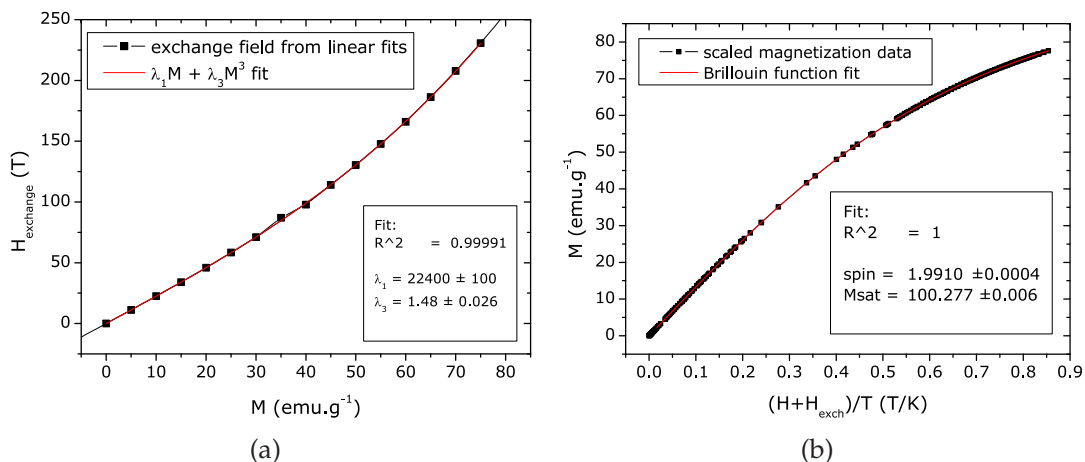 exchange field from linear fits
λ₁M + λ₃M³ fit
H_exchange (T)
250
200
150
100
50
0
Fit:
R^2 = 0.99991
λ₁ = 22400 ± 100
λ₃ = 1.48 ± 0.026
0 10 20 30 40 50 60 70 80
M (emu.g⁻¹)
(a)
scaled magnetization data
Brillouin function fit
M (emu.g⁻¹)
80
70
60
50
40
30
20
10
0
Fit:
R^2 = 1
spin = 1.9910 ±0.0004
Msat = 100.277 ±0.006
0.0 0.1 0.2 0.3 0.4 0.5 0.6 0.7 0.8 0.9
(H+H_exch)/T (T/K)
(b)